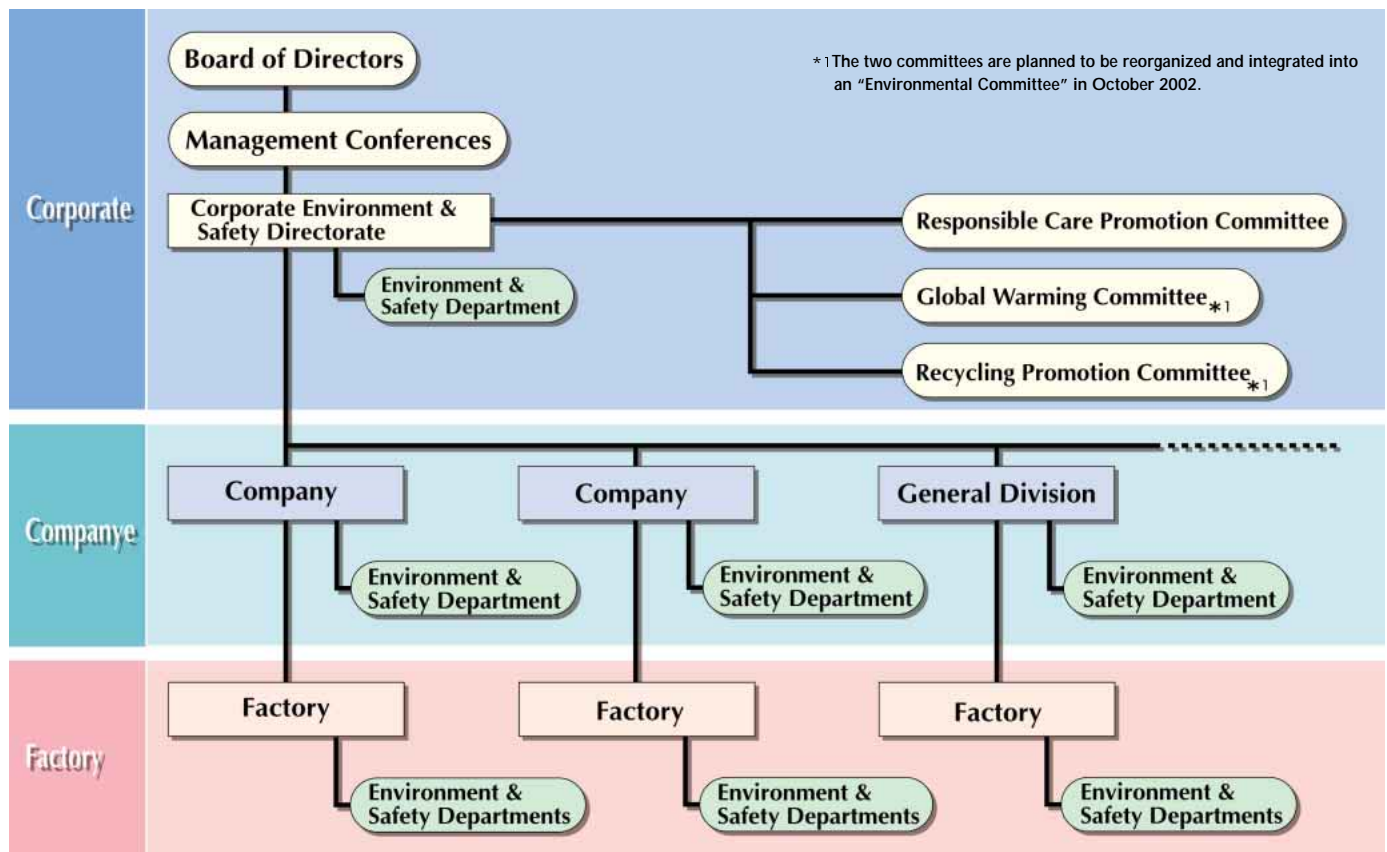 Board of Directors
*1 The two committees are planned to be reorganized and integrated into
an “Environmental Committee” in October 2002.
Management Conferences
Corporate
Corporate Environment &
Safety Directorate
Responsible Care Promotion Committee
Environment &
Safety Department
Global Warming Committee*1
Recycling Promotion Committee*1
Companye
Company
Company
General Division
Environment &
Safety Department
Environment &
Safety Department
Environment &
Safety Department
Factory
Factory
Factory
Factory
Environment &
Safety Departments
Environment &
Safety Departments
Environment &
Safety Departments